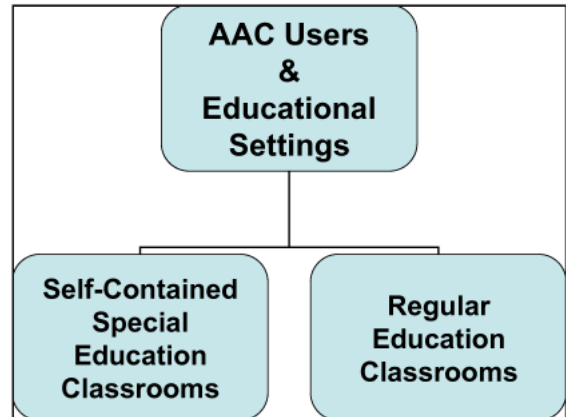 AAC Users
&
Educational
Settings
Self-Contained
Special
Education
Classrooms
Regular
Education
Classrooms